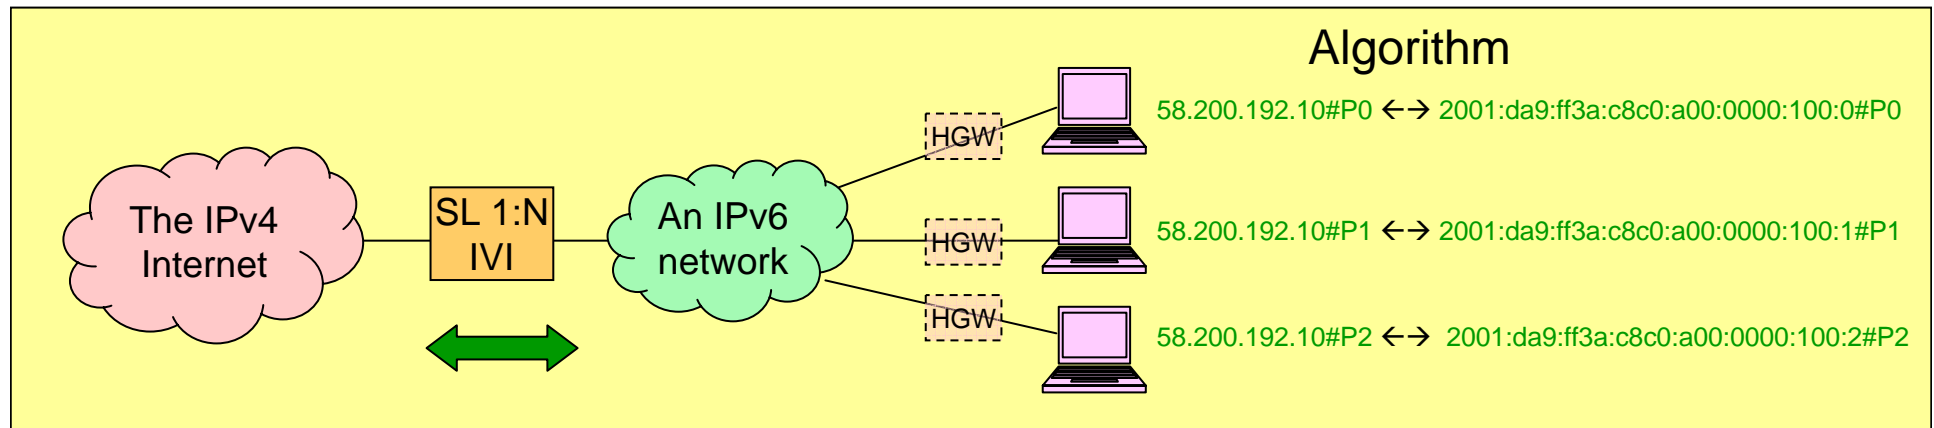 Algorithm
58.200.192.10#P0 ←→ 2001:da9:ff3a:c8c0:a00:0000:100:0#P0
HGW
The IPv4
Internet
SL 1:N
IVI
An IPv6
network
HGW
58.200.192.10#P1 ←→ 2001:da9:ff3a:c8c0:a00:0000:100:1#P1
HGW
58.200.192.10#P2 ←→ 2001:da9:ff3a:c8c0:a00:0000:100:2#P2